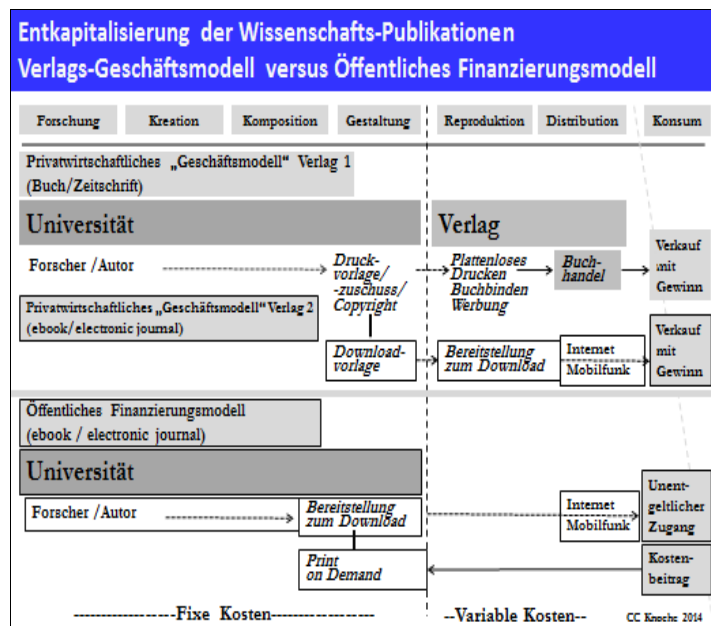 Entkapitalisierung der Wissenschafts-Publikationen
Verlags-Geschäftsmodell versus Öffentliches Finanzierungsmodell
Forschung Kreation Komposition Gestaltung Reproduktion Distribution Konsum
Privatwirtschaftliches „Geschäftsmodell“ Verlag 1
(Buch/Zeitschrift)
Universität
Verlag
Forscher /Autor
Druck-
vorlage/
-zuschuss/
Copyright
Plattenloses
Drucken
Buchbinden
Werbung
Buch-
handel
Verkauf
mit
Gewinn
Privatwirtschaftliches „Geschäftsmodell“ Verlag 2
(ebook/electronic journal)
Download-
vorlage
Bereitstellung
zum Download
Internet
Mobilfunk
Verkauf
mit
Gewinn
Öffentliches Finanzierungsmodell
(ebook / electronic journal)
Universität
Forscher /Autor
Bereitstellung
zum Download
Internet
Mobilfunk
Unent-
geltlicher
Zugang
Print
on Demand
Kosten-
beitrag
------------------Fixe Kosten------------------- --Variable Kosten-- CC Knoche 2014